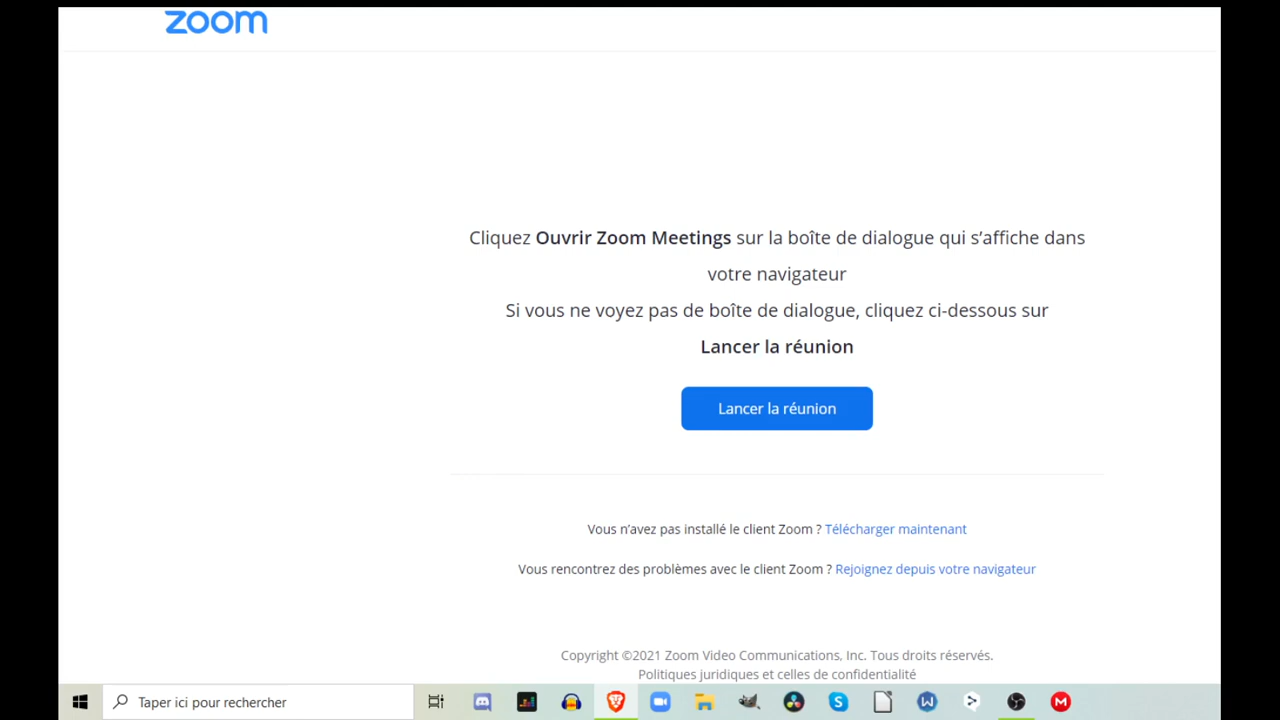 zoom
Cliquez Ouvrir Zoom Meetings sur la boîte de dialogue qui s’affiche dans
votre navigateur
Si vous ne voyez pas de boîte de dialogue, cliquez ci-dessous sur
Lancer la réunion
Lancer la réunion
Vous n’avez pas installé le client Zoom ? Télécharger maintenant
Vous rencontrez des problèmes avec le client Zoom ? Rejoignez depuis votre navigateur
Copyright ©2021 Zoom Video Communications, Inc. Tous droits réservés.
Politiques juridiques et celles de confidentialité
Taper ici pour rechercher